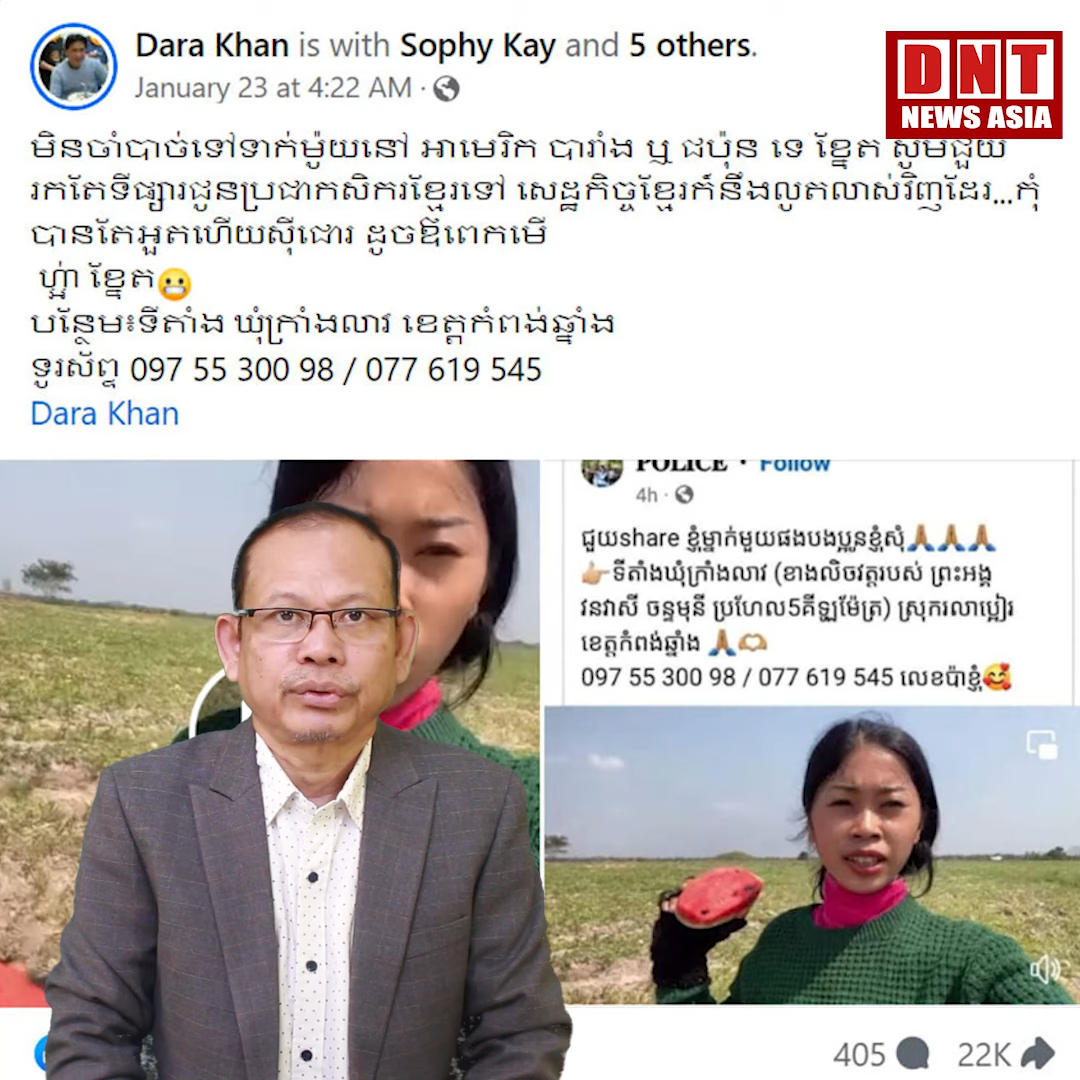 Dara Khan is with Sophy Kay and 5 others.
January 23 at 4:22 AM
DNT
NEWS ASIA
មិនចាំបាច់ទៅទាក់ម៉ូយនៅ អាមេរិក បារាំង ឬ ជប៉ុន ទេ ខ្នែត សូមជួយ
រកតែទីផ្សារជូនប្រជាកសិករខ្មែរទៅ សេដ្ឋកិច្ចខ្មែរក៍នឹងលូតលាស់វិញដែរ...កុំ
បានតែអួតហើយស៊ីជោរ ដូចឪពេកមើ
ហ្អា៎ ខ្នែត😬
បន្ថែម៖ទីតាំង ឃុំក្រាំងលាវ ខេត្តកំពង់ឆ្នាំង
ទូរស័ព្ទ 097 55 300 98 / 077 619 545
Dara Khan
POLICE · Follow
4h
ជួយshare ខ្ញុំម្នាក់មួយផងបងប្អូនខ្ញុំសុំ🙏🙏🙏
👉ទីតាំងឃុំក្រាំងលាវ (ខាងលិចវត្តរបស់ ព្រះអង្គ
វនវាសី ចន្ទមុនី ប្រហែល5គីឡូម៉ែត្រ) ស្រុករលាប្អៀរ
ខេត្តកំពង់ឆ្នាំង 🙏🫶
097 55 300 98 / 077 619 545 លេខប៉ាខ្ញុំ🥰
405 22K